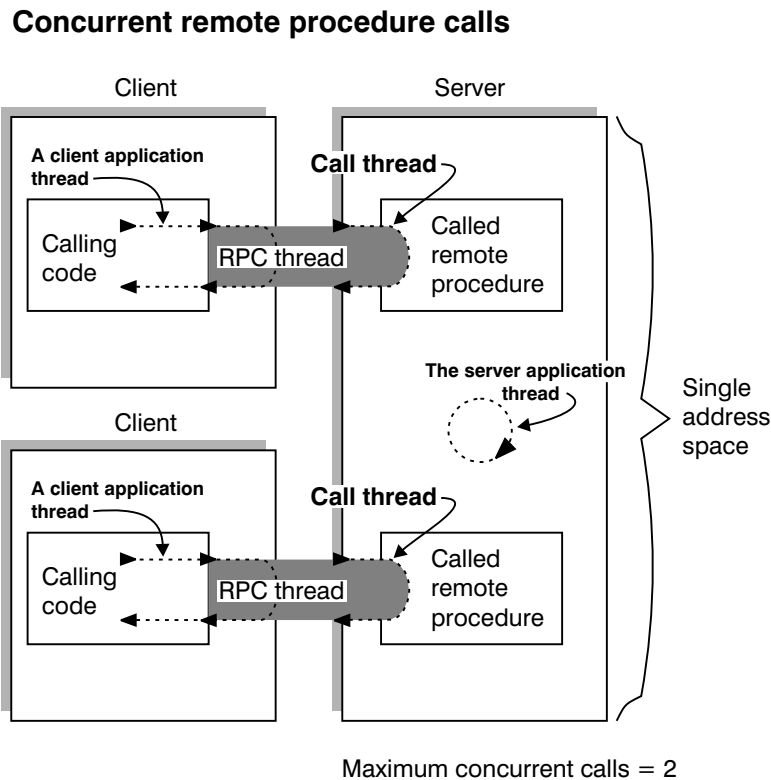 Concurrent remote procedure calls
Client
Server
A client application
thread
Call thread
Calling
code
RPC thread
Called
remote
procedure
The server application
thread
Single
address
space
Client
A client application
thread
Call thread
Calling
code
RPC thread
Called
remote
procedure
Maximum concurrent calls = 2